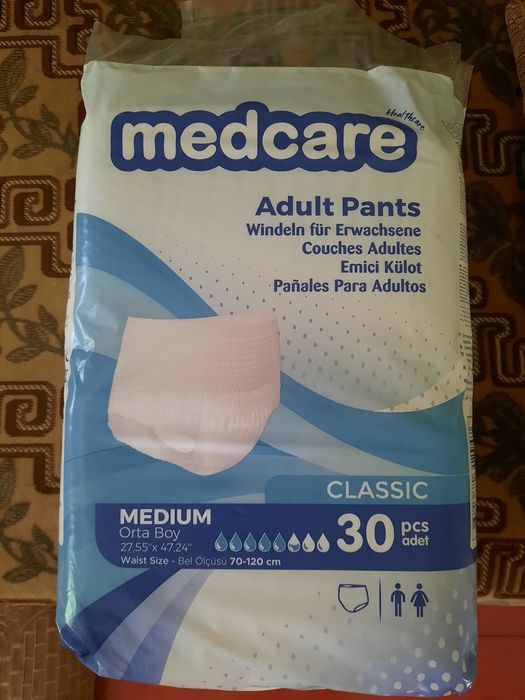 HealThcare
medcare
Adult Pants
Windeln für Erwachsene
Couches Adultes
Emici Külot
Pañales Para Adultos
CLASSIC
MEDIUM
Orta Boy
27,55"x 47,24"
Waist Size - Bel Ölçüsü 70-120 cm
30 pcs
adet